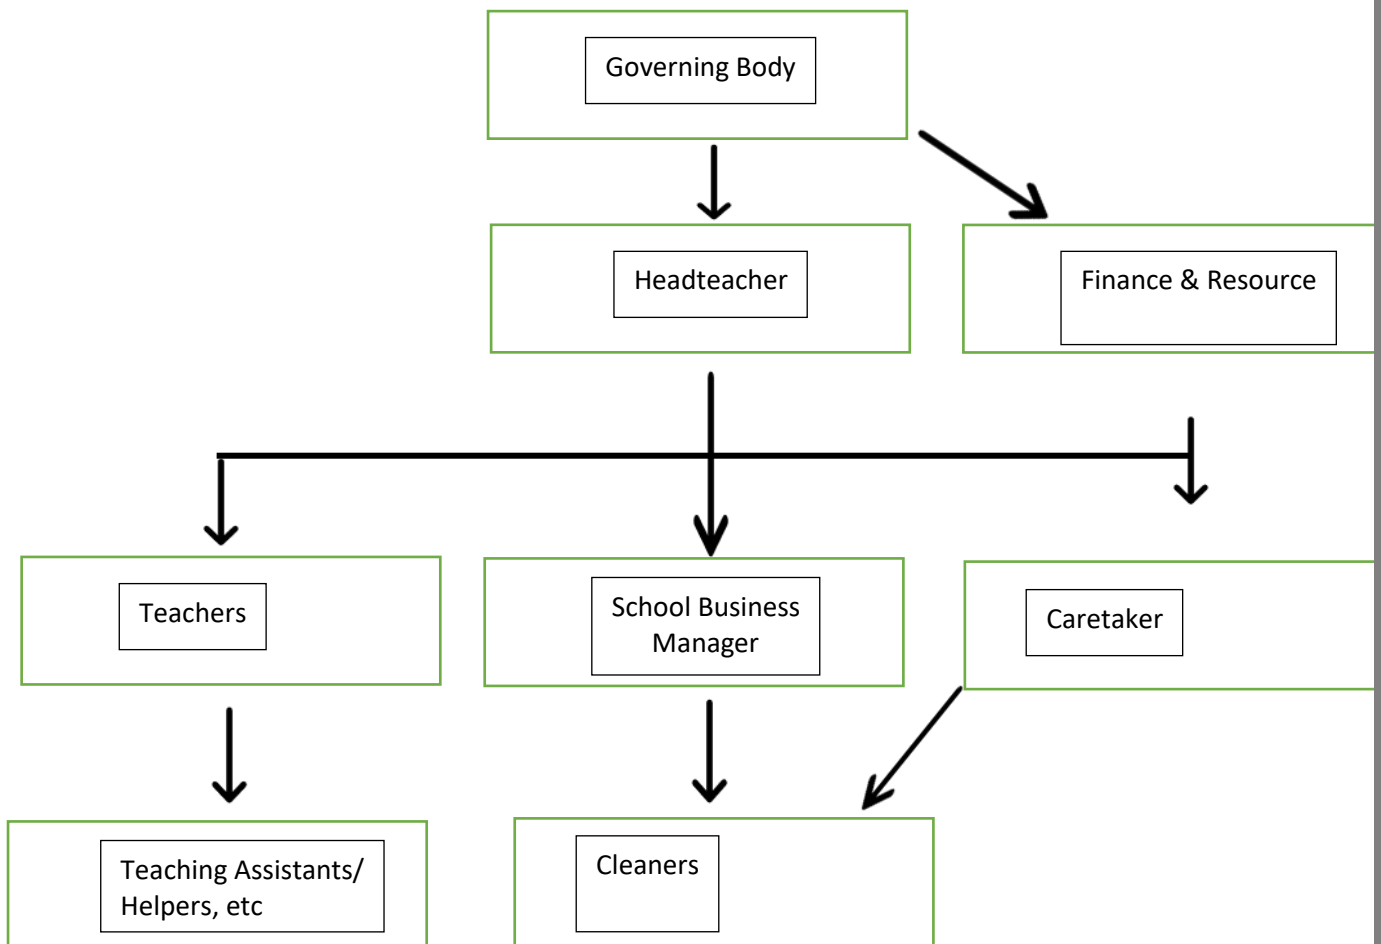 Governing Body
Headteacher
Finance & Resource
Teachers
School Business
Manager
Caretaker
Teaching Assistants/
Helpers, etc
Cleaners